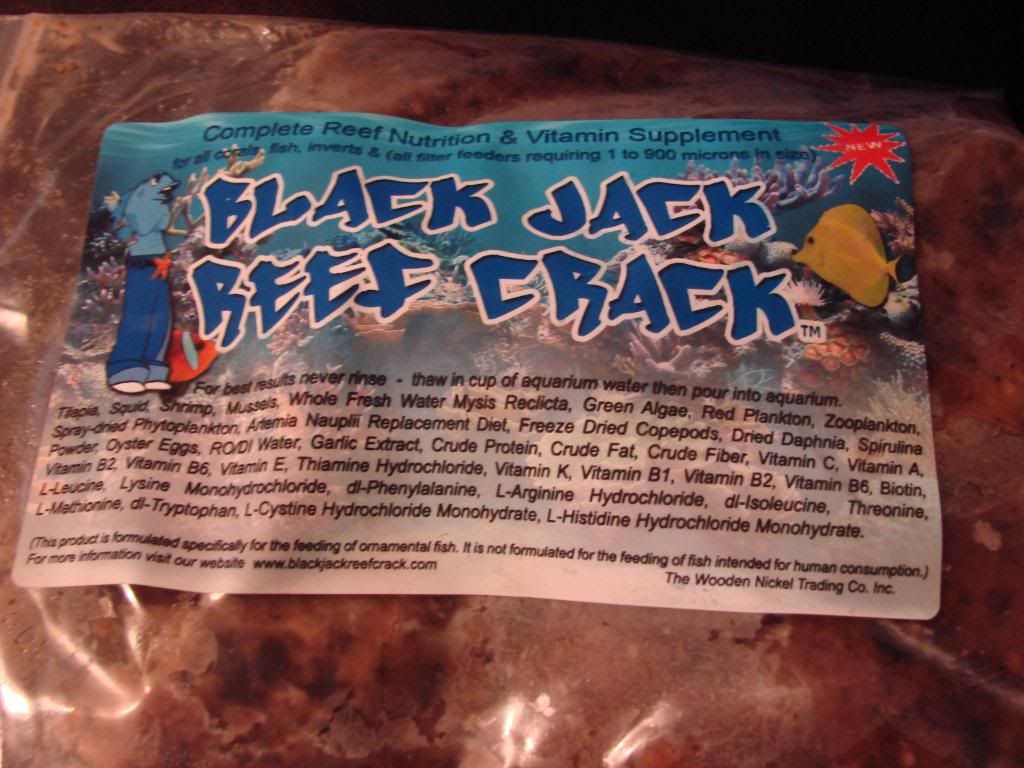 Complete Reef Nutrition & Vitamin Supplement
for all corals, fish, inverts & (all filter feeders requiring 1 to 900 microns in size)
NEW
BLACK JACK
REEF CRACK TM
For best results never rinse - thaw in cup of aquarium water then pour into aquarium.
Tilapia, Squid, Shrimp, Mussels, Whole Fresh Water Mysis Reclicta, Green Algae, Red Plankton, Zooplankton,
Spray-dried Phytoplankton, Artemia Nauplii Replacement Diet, Freeze Dried Copepods, Dried Daphnia, Spirulina
Powder, Oyster Eggs, RO/DI Water, Garlic Extract, Crude Protein, Crude Fat, Crude Fiber, Vitamin C, Vitamin A,
Vitamin B2, Vitamin B6, Vitamin E, Thiamine Hydrochloride, Vitamin K, Vitamin B1, Vitamin B2, Vitamin B6, Biotin,
L-Leucine, Lysine Monohydrochloride, dl-Phenylalanine, L-Arginine Hydrochloride, dl-Isoleucine, Threonine,
L-Methionine, dl-Tryptophan, L-Cystine Hydrochloride Monohydrate, L-Histidine Hydrochloride Monohydrate.
(This product is formulated specifically for the feeding of ornamental fish. It is not formulated for the feeding of fish intended for human consumption.)
For more information visit our website www.blackjackreefcrack.com
The Wooden Nickel Trading Co. Inc.